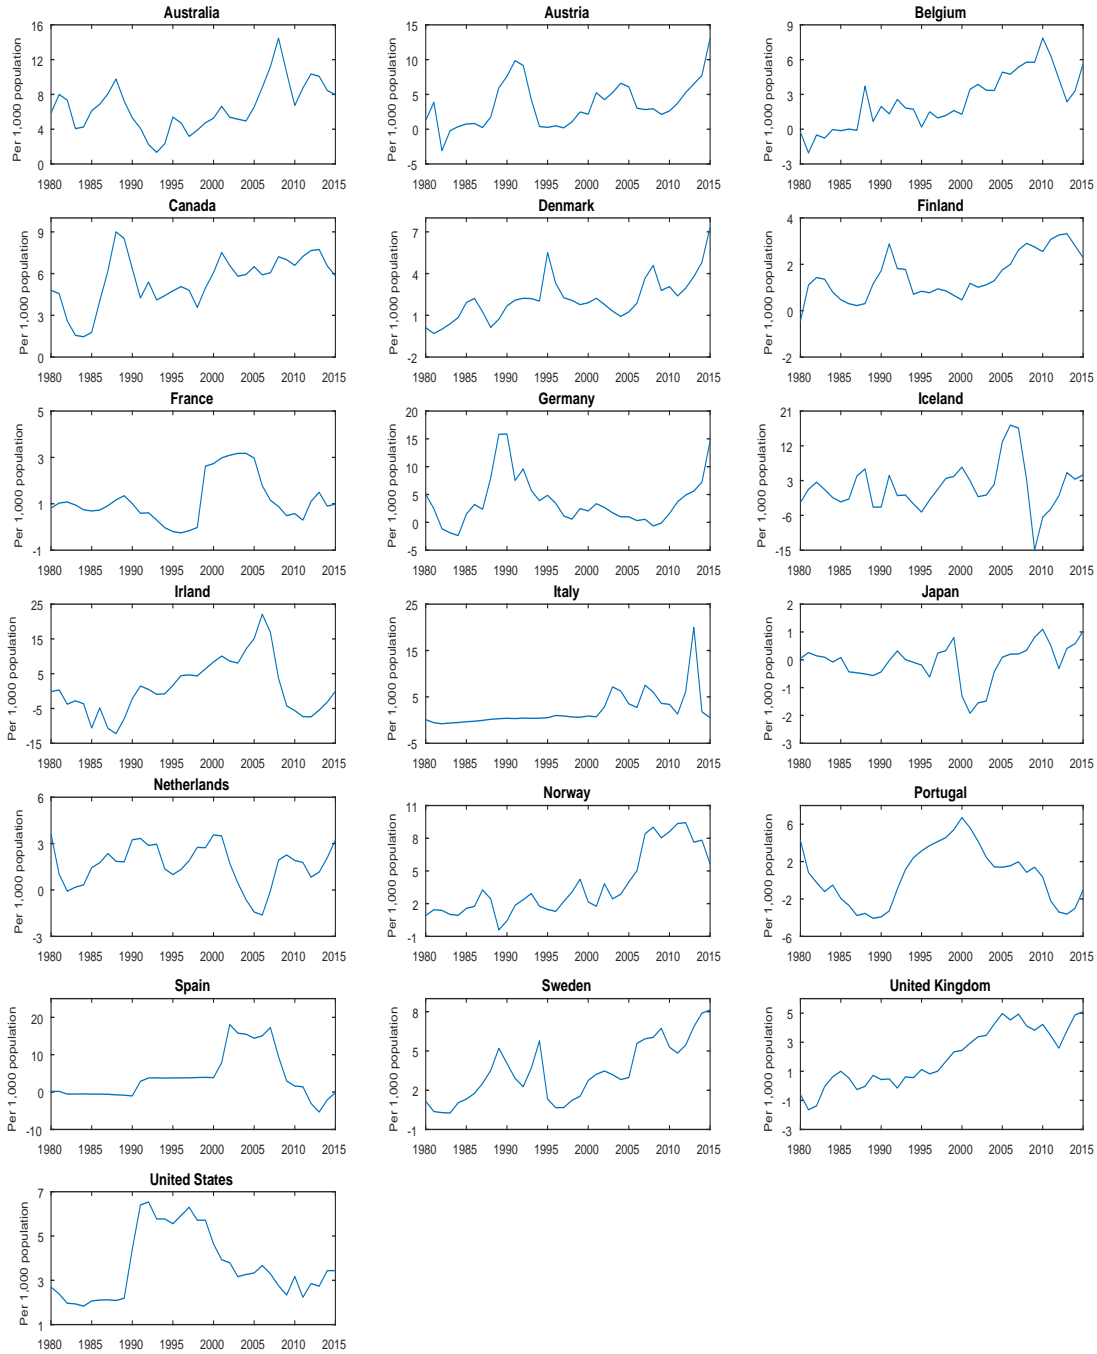 Australia
Per 1,000 population
16
12
8
4
0
1980 1985 1990 1995 2000 2005 2010 2015
Austria
Per 1,000 population
15
10
5
0
-5
1980 1985 1990 1995 2000 2005 2010 2015
Belgium
Per 1,000 population
9
6
3
0
-3
1980 1985 1990 1995 2000 2005 2010 2015
Canada
Per 1,000 population
9
6
3
0
1980 1985 1990 1995 2000 2005 2010 2015
Denmark
Per 1,000 population
7
4
1
-2
1980 1985 1990 1995 2000 2005 2010 2015
Finland
Per 1,000 population
4
2
0
-2
1980 1985 1990 1995 2000 2005 2010 2015
France
Per 1,000 population
5
3
1
-1
1980 1985 1990 1995 2000 2005 2010 2015
Germany
Per 1,000 population
20
15
10
5
0
-5
1980 1985 1990 1995 2000 2005 2010 2015
Iceland
Per 1,000 population
21
12
3
-6
-15
1980 1985 1990 1995 2000 2005 2010 2015
Irland
Per 1,000 population
25
15
5
-5
-15
1980 1985 1990 1995 2000 2005 2010 2015
Italy
Per 1,000 population
25
15
5
-5
1980 1985 1990 1995 2000 2005 2010 2015
Japan
Per 1,000 population
2
1
0
-1
-2
-3
1980 1985 1990 1995 2000 2005 2010 2015
Netherlands
Per 1,000 population
6
3
0
-3
1980 1985 1990 1995 2000 2005 2010 2015
Norway
Per 1,000 population
11
8
5
2
-1
1980 1985 1990 1995 2000 2005 2010 2015
Portugal
Per 1,000 population
6
2
-2
-6
1980 1985 1990 1995 2000 2005 2010 2015
Spain
Per 1,000 population
20
10
0
-10
1980 1985 1990 1995 2000 2005 2010 2015
Sweden
Per 1,000 population
8
5
2
-1
1980 1985 1990 1995 2000 2005 2010 2015
United Kingdom
Per 1,000 population
5
3
1
-1
-3
1980 1985 1990 1995 2000 2005 2010 2015
United States
Per 1,000 population
7
5
3
1
1980 1985 1990 1995 2000 2005 2010 2015